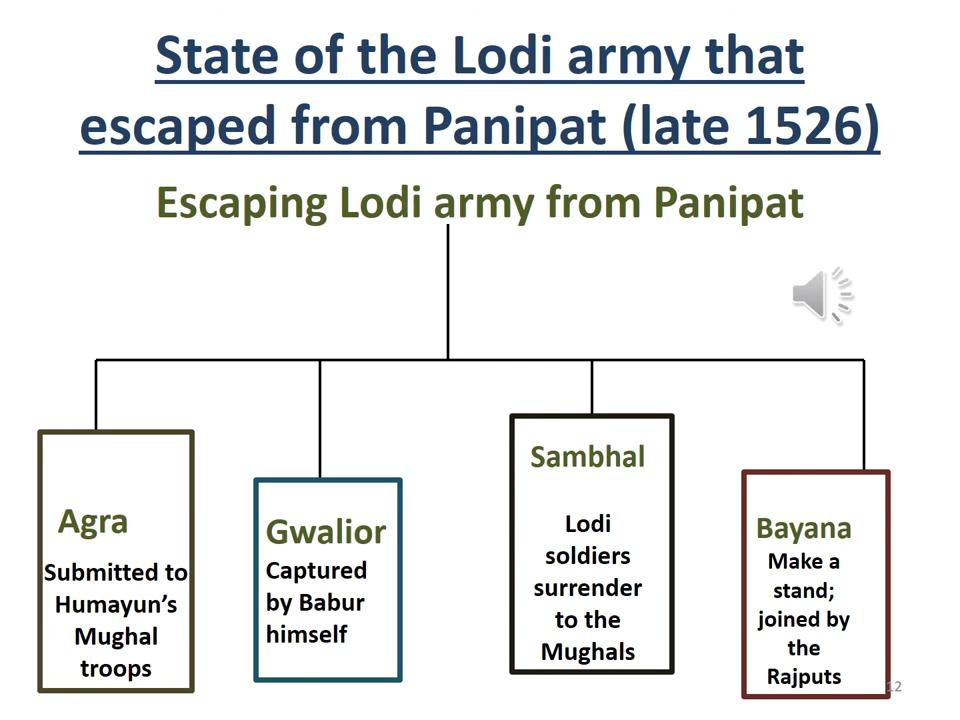 State of the Lodi army that
escaped from Panipat (late 1526)
Escaping Lodi army from Panipat
Agra
Submitted to
Humayun’s
Mughal
troops
Gwalior
Captured
by Babur
himself
Sambhal
Lodi
soldiers
surrender
to the
Mughals
Bayana
Make a
stand;
joined by
the
Rajputs
12